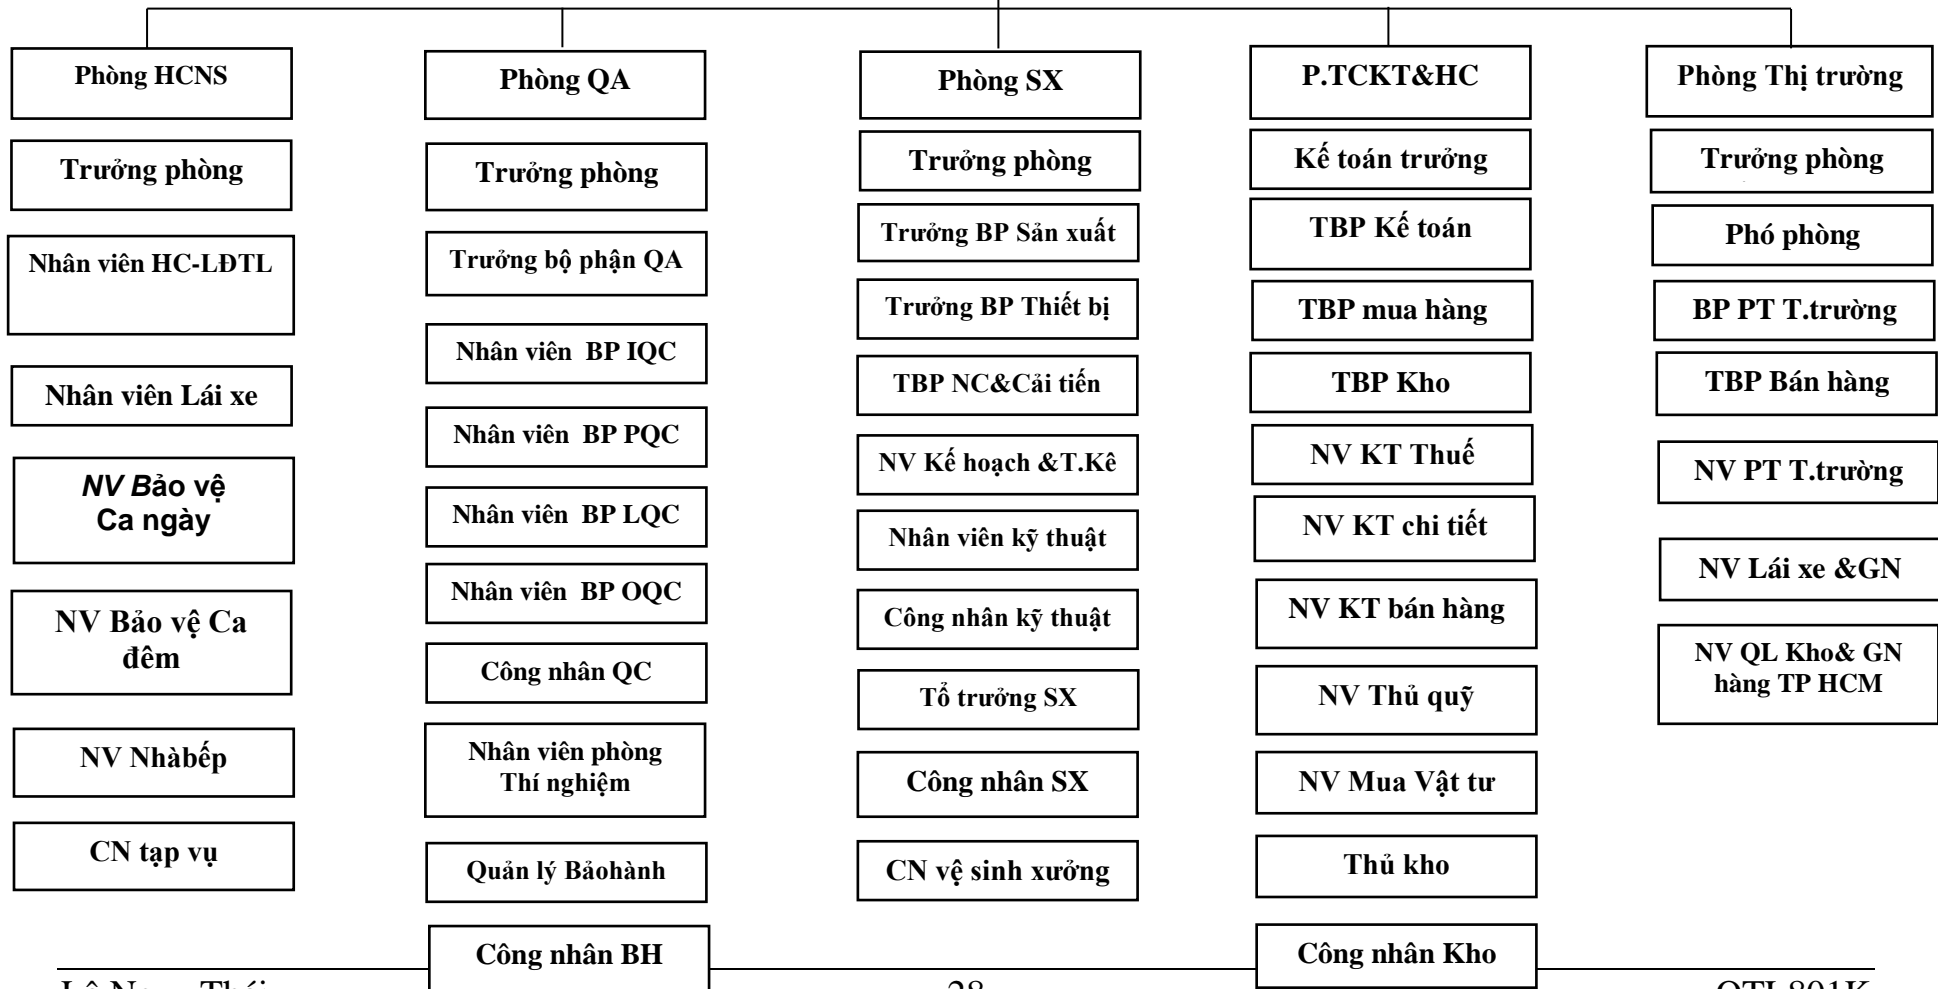 Phòng HCNS
Trưởng phòng
Nhân viên HC-LĐTL
Nhân viên Lái xe
NV Bảo vệ
Ca ngày
NV Bảo vệ Ca
đêm
NV Nhàbếp
CN tạp vụ
Phòng QA
Trưởng phòng
Trưởng bộ phận QA
Nhân viên  BP IQC
Nhân viên  BP PQC
Nhân viên  BP LQC
Nhân viên  BP OQC
Công nhân QC
Nhân viên phòng
Thí nghiệm
Quản lý Bảohành
Công nhân BH
Phòng SX
Trưởng phòng
Trưởng BP Sản xuất
Trưởng BP Thiết bị
TBP NC&Cải tiến
NV Kế hoạch &T.Kê
Nhân viên kỹ thuật
Công nhân kỹ thuật
Tổ trưởng SX
Công nhân SX
CN vệ sinh xưởng
P.TCKT&HC
Kế toán trưởng
TBP Kế toán
TBP mua hàng
TBP Kho
NV KT Thuế
NV KT chi tiết
NV KT bán hàng
NV Thủ quỹ
NV Mua Vật tư
Thủ kho
Công nhân Kho
Phòng Thị trường
Trưởng phòng
Phó phòng
BP PT T.trường
TBP Bán hàng
NV PT T.trường
NV Lái xe &GN
NV QL Kho& GN
hàng TP HCM
28